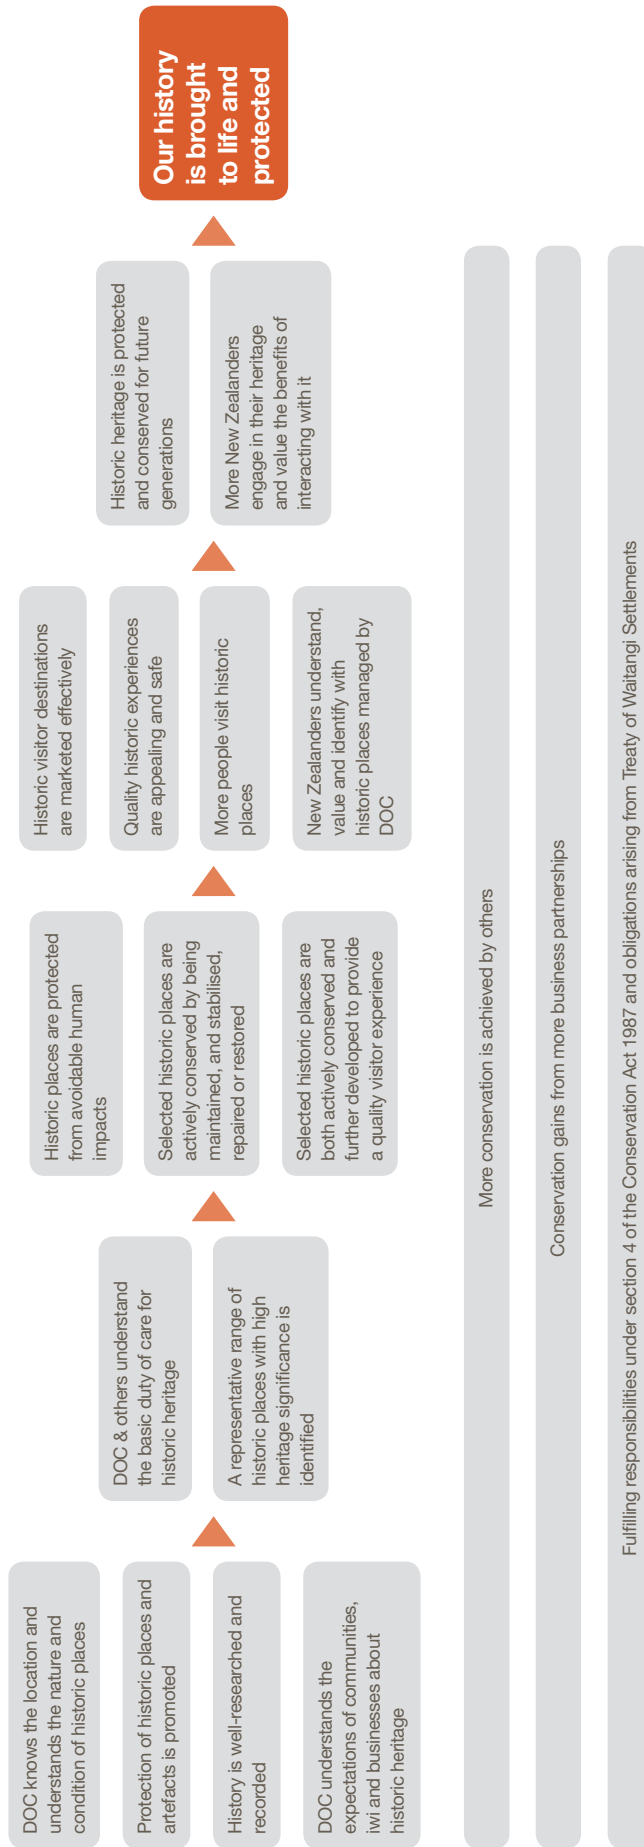 DOC knows the location and
understands the nature and
condition of historic places
Protection of historic places and
artefacts is promoted
History is well-researched and
recorded
DOC understands the
expectations of communities,
iwi and businesses about
historic heritage
DOC & others understand
the basic duty of care for
historic heritage
A representative range of
historic places with high
heritage significance is
identified
Historic places are protected
from avoidable human
impacts
Selected historic places are
actively conserved by being
maintained, and stabilised,
repaired or restored
Selected historic places are
both actively conserved and
further developed to provide
a quality visitor experience
Historic visitor destinations
are marketed effectively
Quality historic experiences
are appealing and safe
More people visit historic
places
New Zealanders understand,
value and identify with
historic places managed by
DOC
Historic heritage is protected
and conserved for future
generations
More New Zealanders
engage in their heritage
and value the benefits of
interacting with it
Our history
is brought
to life and
protected
More conservation is achieved by others
Conservation gains from more business partnerships
Fulfilling responsibilities under section 4 of the Conservation Act 1987 and obligations arising from Treaty of Waitangi Settlements